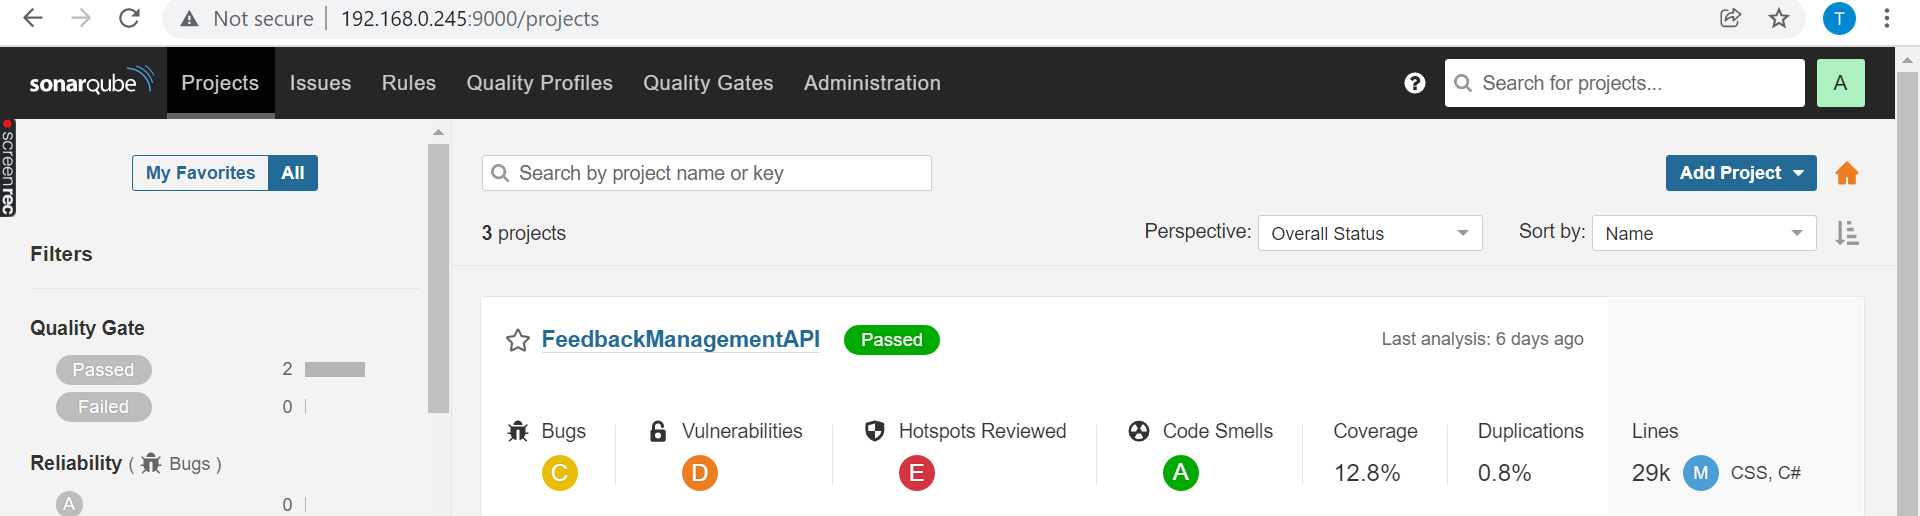 Not secure 192.168.0.245:9000/projects T
sonarqube Projects Issues Rules Quality Profiles Quality Gates Administration ? Search for projects... A
screenrec
My Favorites All
Search by project name or key
Add Project
3 projects
Perspective: Overall Status
Sort by: Name
Filters
Quality Gate
Passed 2
Failed 0
Reliability ( Bugs )
A 0
FeedbackManagementAPI Passed Last analysis: 6 days ago
Bugs Vulnerabilities Hotspots Reviewed Code Smells Coverage Duplications Lines
C D E A 12.8% 0.8% 29k M CSS, C#